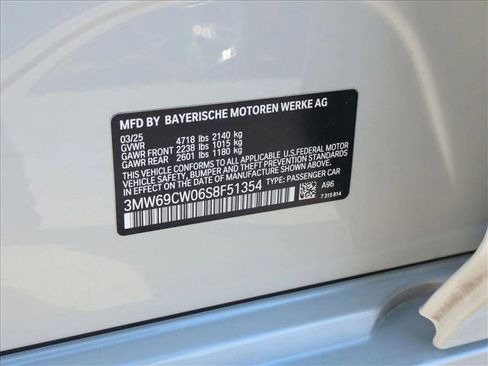 MFD BY BAYERISCHE MOTOREN WERKE AG
03/25
GVWR 4718 lbs 2140 kg
GAWR FRONT 2238 lbs 1015 kg
GAWR REAR 2601 lbs 1180 kg
THIS VEHICLE CONFORMS TO ALL APPLICABLE U.S.FEDERAL MOTOR
VEHICLE SAFETY, BUMPER AND THEFT PREVENTION STANDARDS
IN EFFECT ON THE DATE OF MANUFACTURE SHOWN ABOVE.
3MW69CW06S8F51354 TYPE: PASSENGER CAR
A96
7 315 814